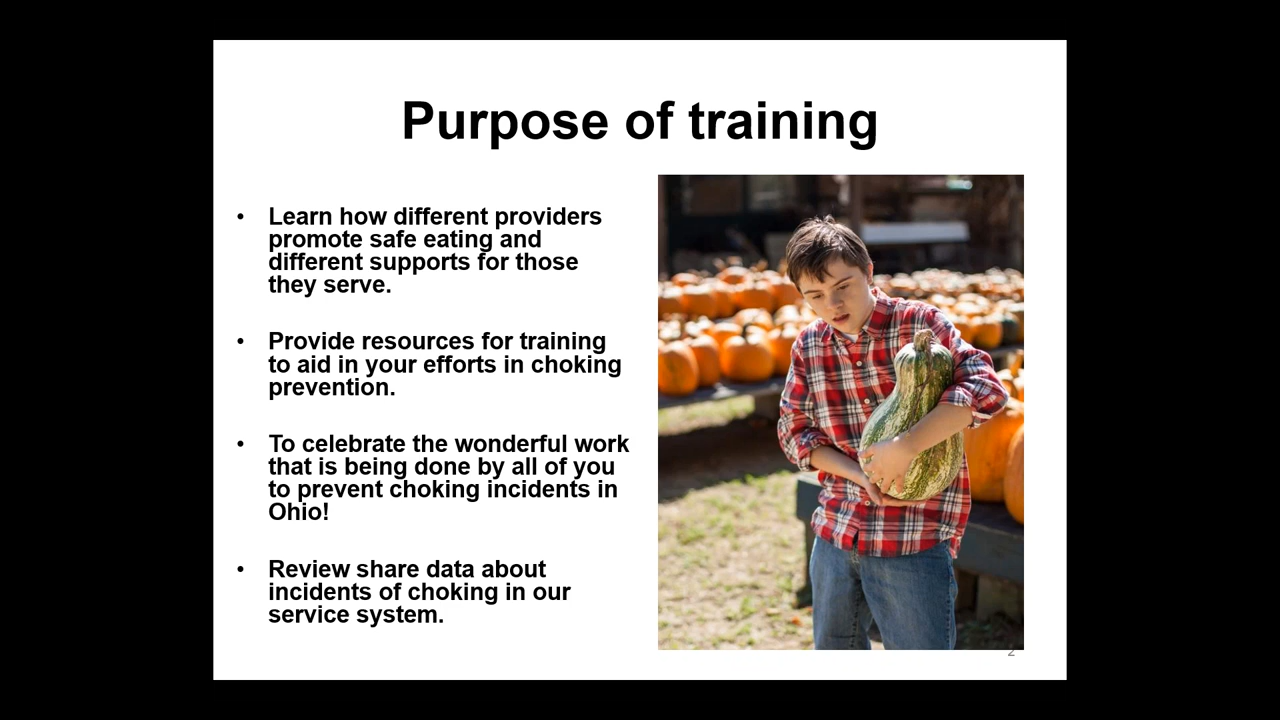 Purpose of training
• Learn how different providers
promote safe eating and
different supports for those
they serve.
• Provide resources for training
to aid in your efforts in choking
prevention.
• To celebrate the wonderful work
that is being done by all of you
to prevent choking incidents in
Ohio!
• Review share data about
incidents of choking in our
service system.
2